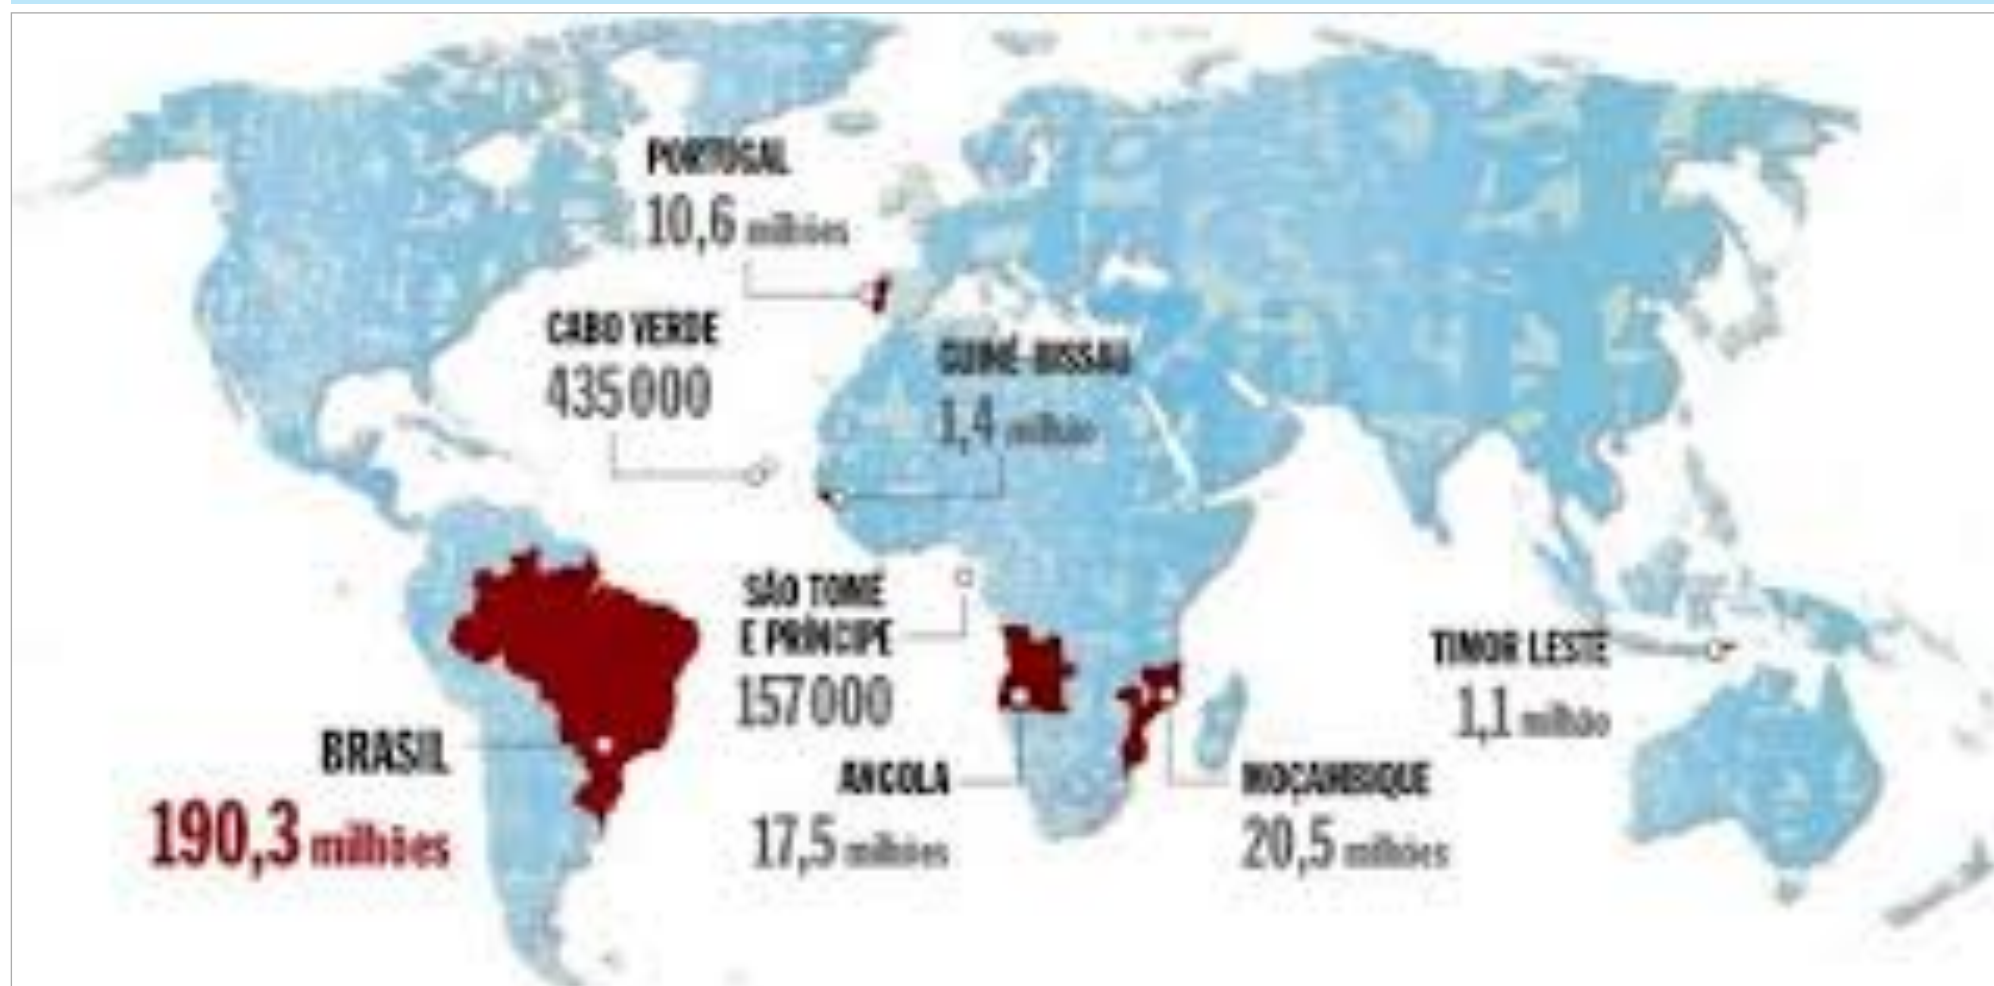 PORTUGAL
10,6 milhões
CABO VERDE
435 000
GUINÉ-BISSAU
1,4 milhão
SÃO TOMÉ
E PRÍNCIPE
157 000
TIMOR LESTE
1,1 milhão
BRASIL
190,3 milhões
ANGOLA
17,5 milhões
MOÇAMBIQUE
20,5 milhões